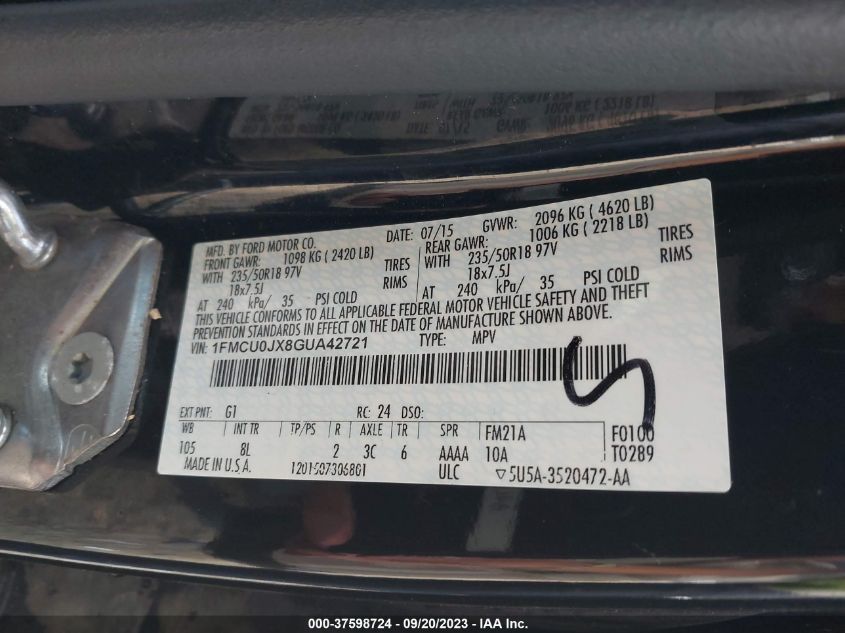 MFD. BY FORD MOTOR CO.
DATE: 07/15 GVWR: 2096 KG ( 4620 LB)
FRONT GAWR: 1098 KG ( 2420 LB)
REAR GAWR: 1006 KG ( 2218 LB)
WITH 235/50R18 97V TIRES
WITH 235/50R18 97V TIRES
18x7.5J RIMS
18x7.5J RIMS
AT 240 kPa/ 35 PSI COLD
AT 240 kPa/ 35 PSI COLD
THIS VEHICLE CONFORMS TO ALL APPLICABLE FEDERAL MOTOR VEHICLE SAFETY AND THEFT
PREVENTION STANDARDS IN EFFECT ON THE DATE OF MANUFACTURE SHOWN ABOVE.
VIN: 1FMCU0JX8GUA42721 TYPE: MPV
EXT PNT: G1 RC: 24 DSO:
WB INT TR TP/PS R AXLE TR SPR FM21A F0100
105 8L 2 3C 6 AAAA 10A T0289
MADE IN U.S.A. 1201507306801 ULC ▽5U5A-3520472-AA
000-37598724 - 09/20/2023 - IAA Inc.